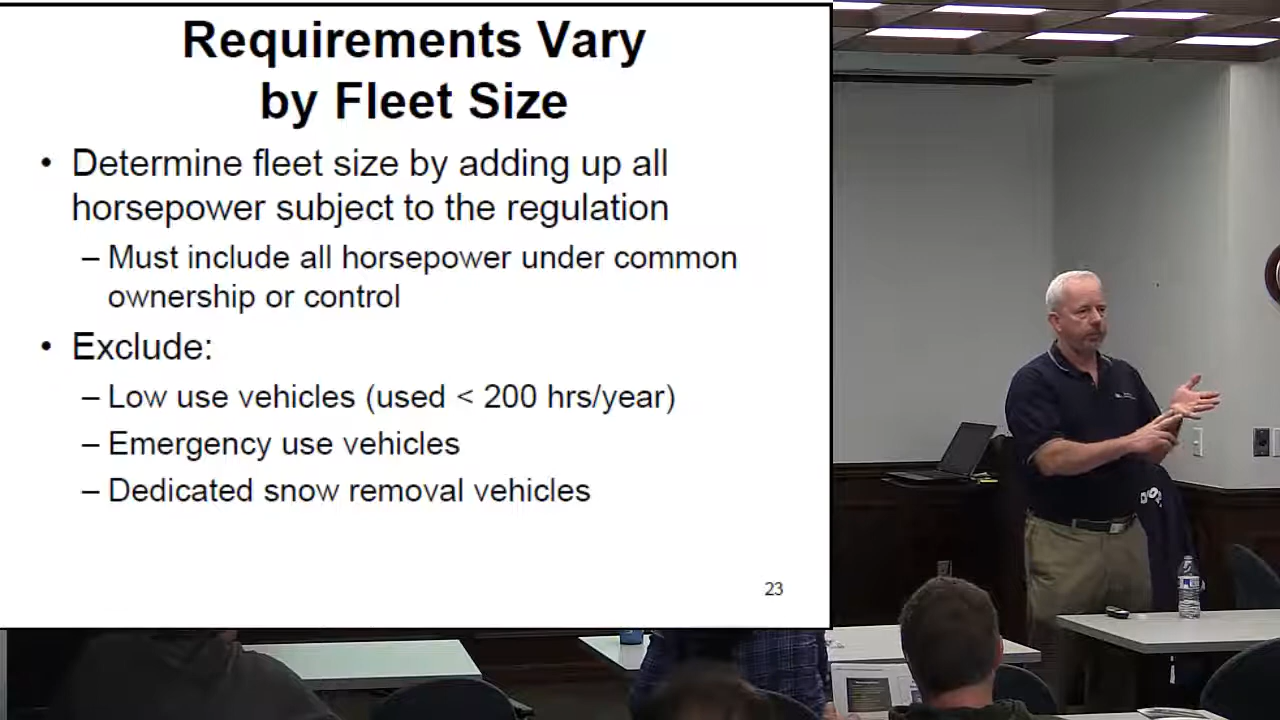 Requirements Vary
by Fleet Size
• Determine fleet size by adding up all
horsepower subject to the regulation
– Must include all horsepower under common
ownership or control
• Exclude:
– Low use vehicles (used < 200 hrs/year)
– Emergency use vehicles
– Dedicated snow removal vehicles
23